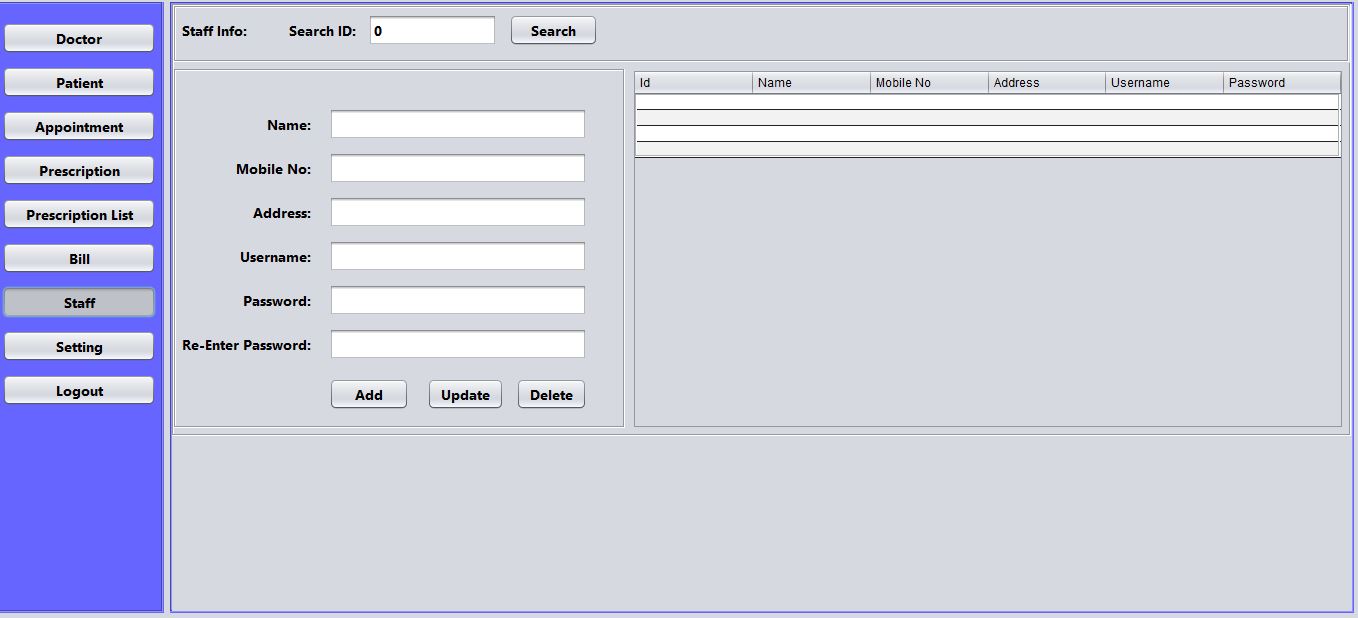 Doctor
Patient
Appointment
Prescription
Prescription List
Bill
Staff
Setting
Logout
Staff Info: Search ID: 0 Search
Name:
Mobile No:
Address:
Username:
Password:
Re-Enter Password:
Add Update Delete
Id Name Mobile No Address Username Password